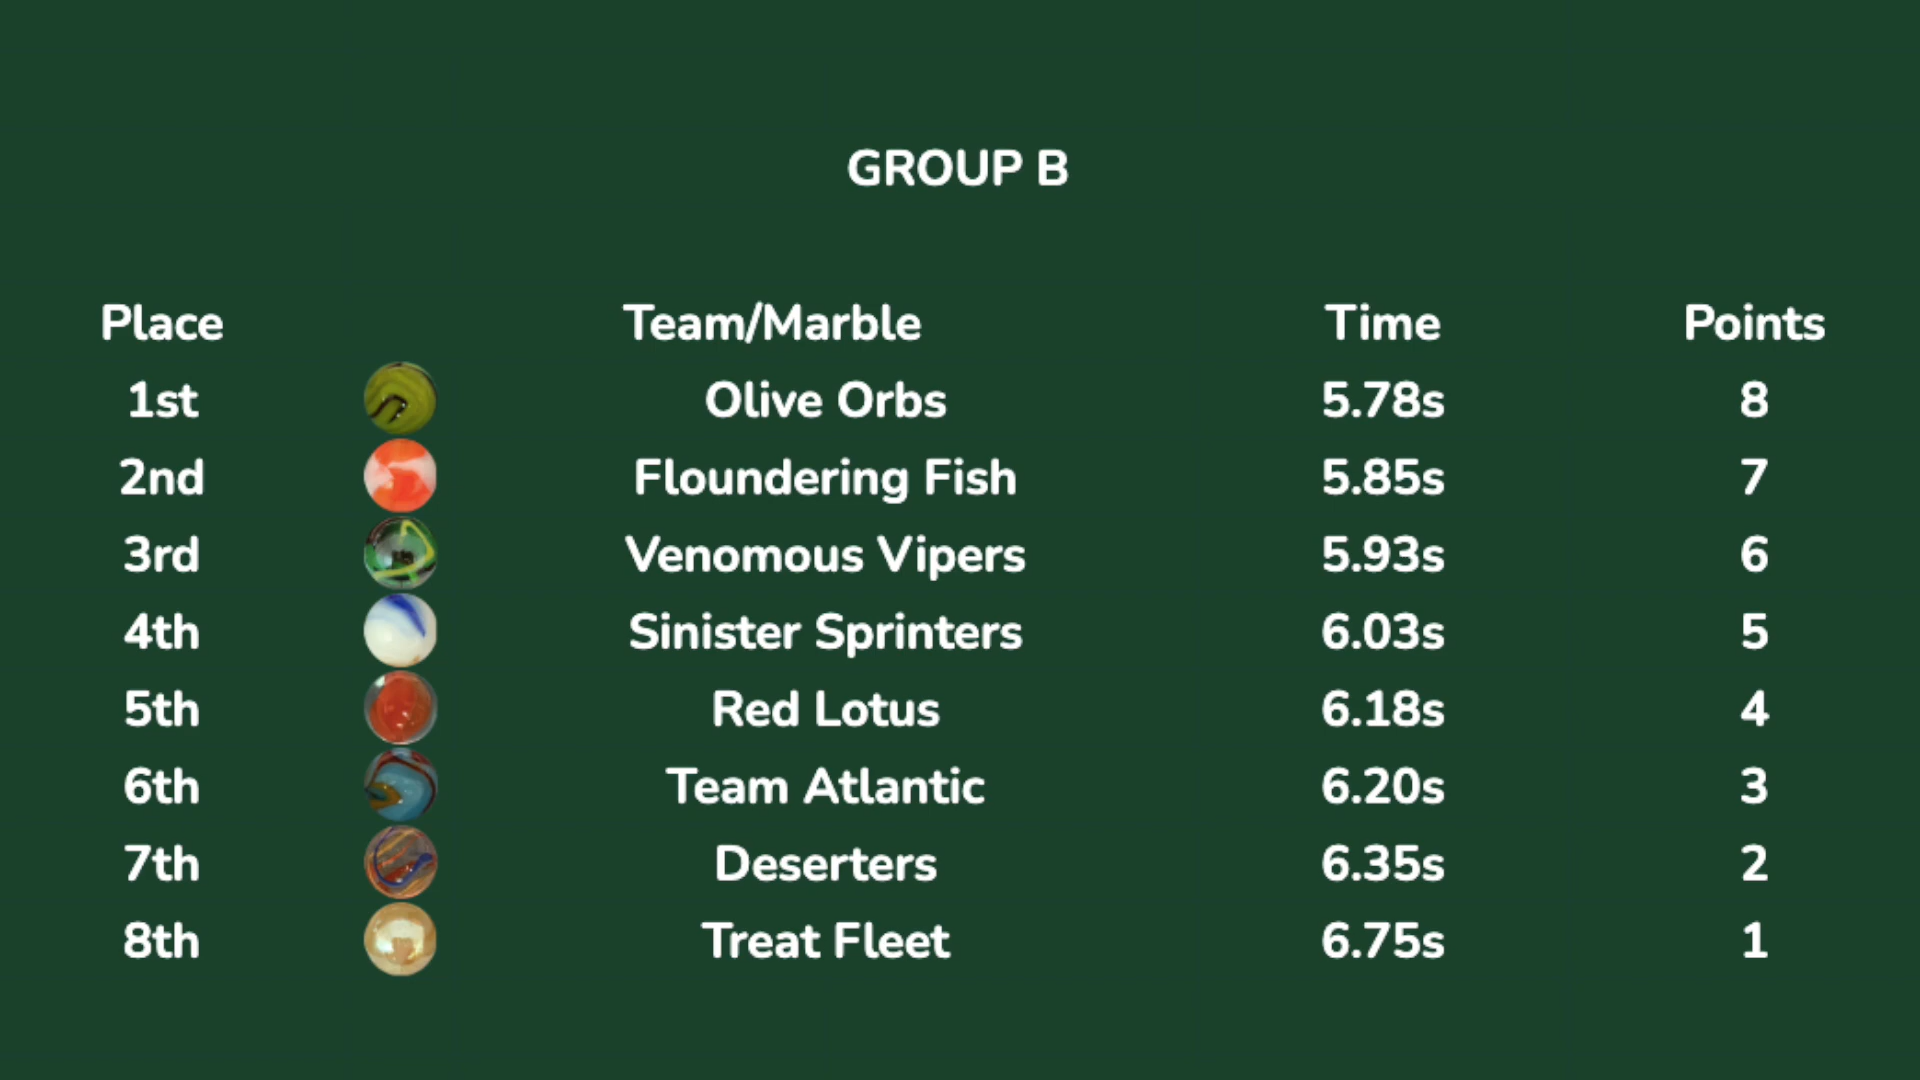 GROUP B
Place Team/Marble Time Points
1st Olive Orbs 5.78s 8
2nd Floundering Fish 5.85s 7
3rd Venomous Vipers 5.93s 6
4th Sinister Sprinters 6.03s 5
5th Red Lotus 6.18s 4
6th Team Atlantic 6.20s 3
7th Deserters 6.35s 2
8th Treat Fleet 6.75s 1